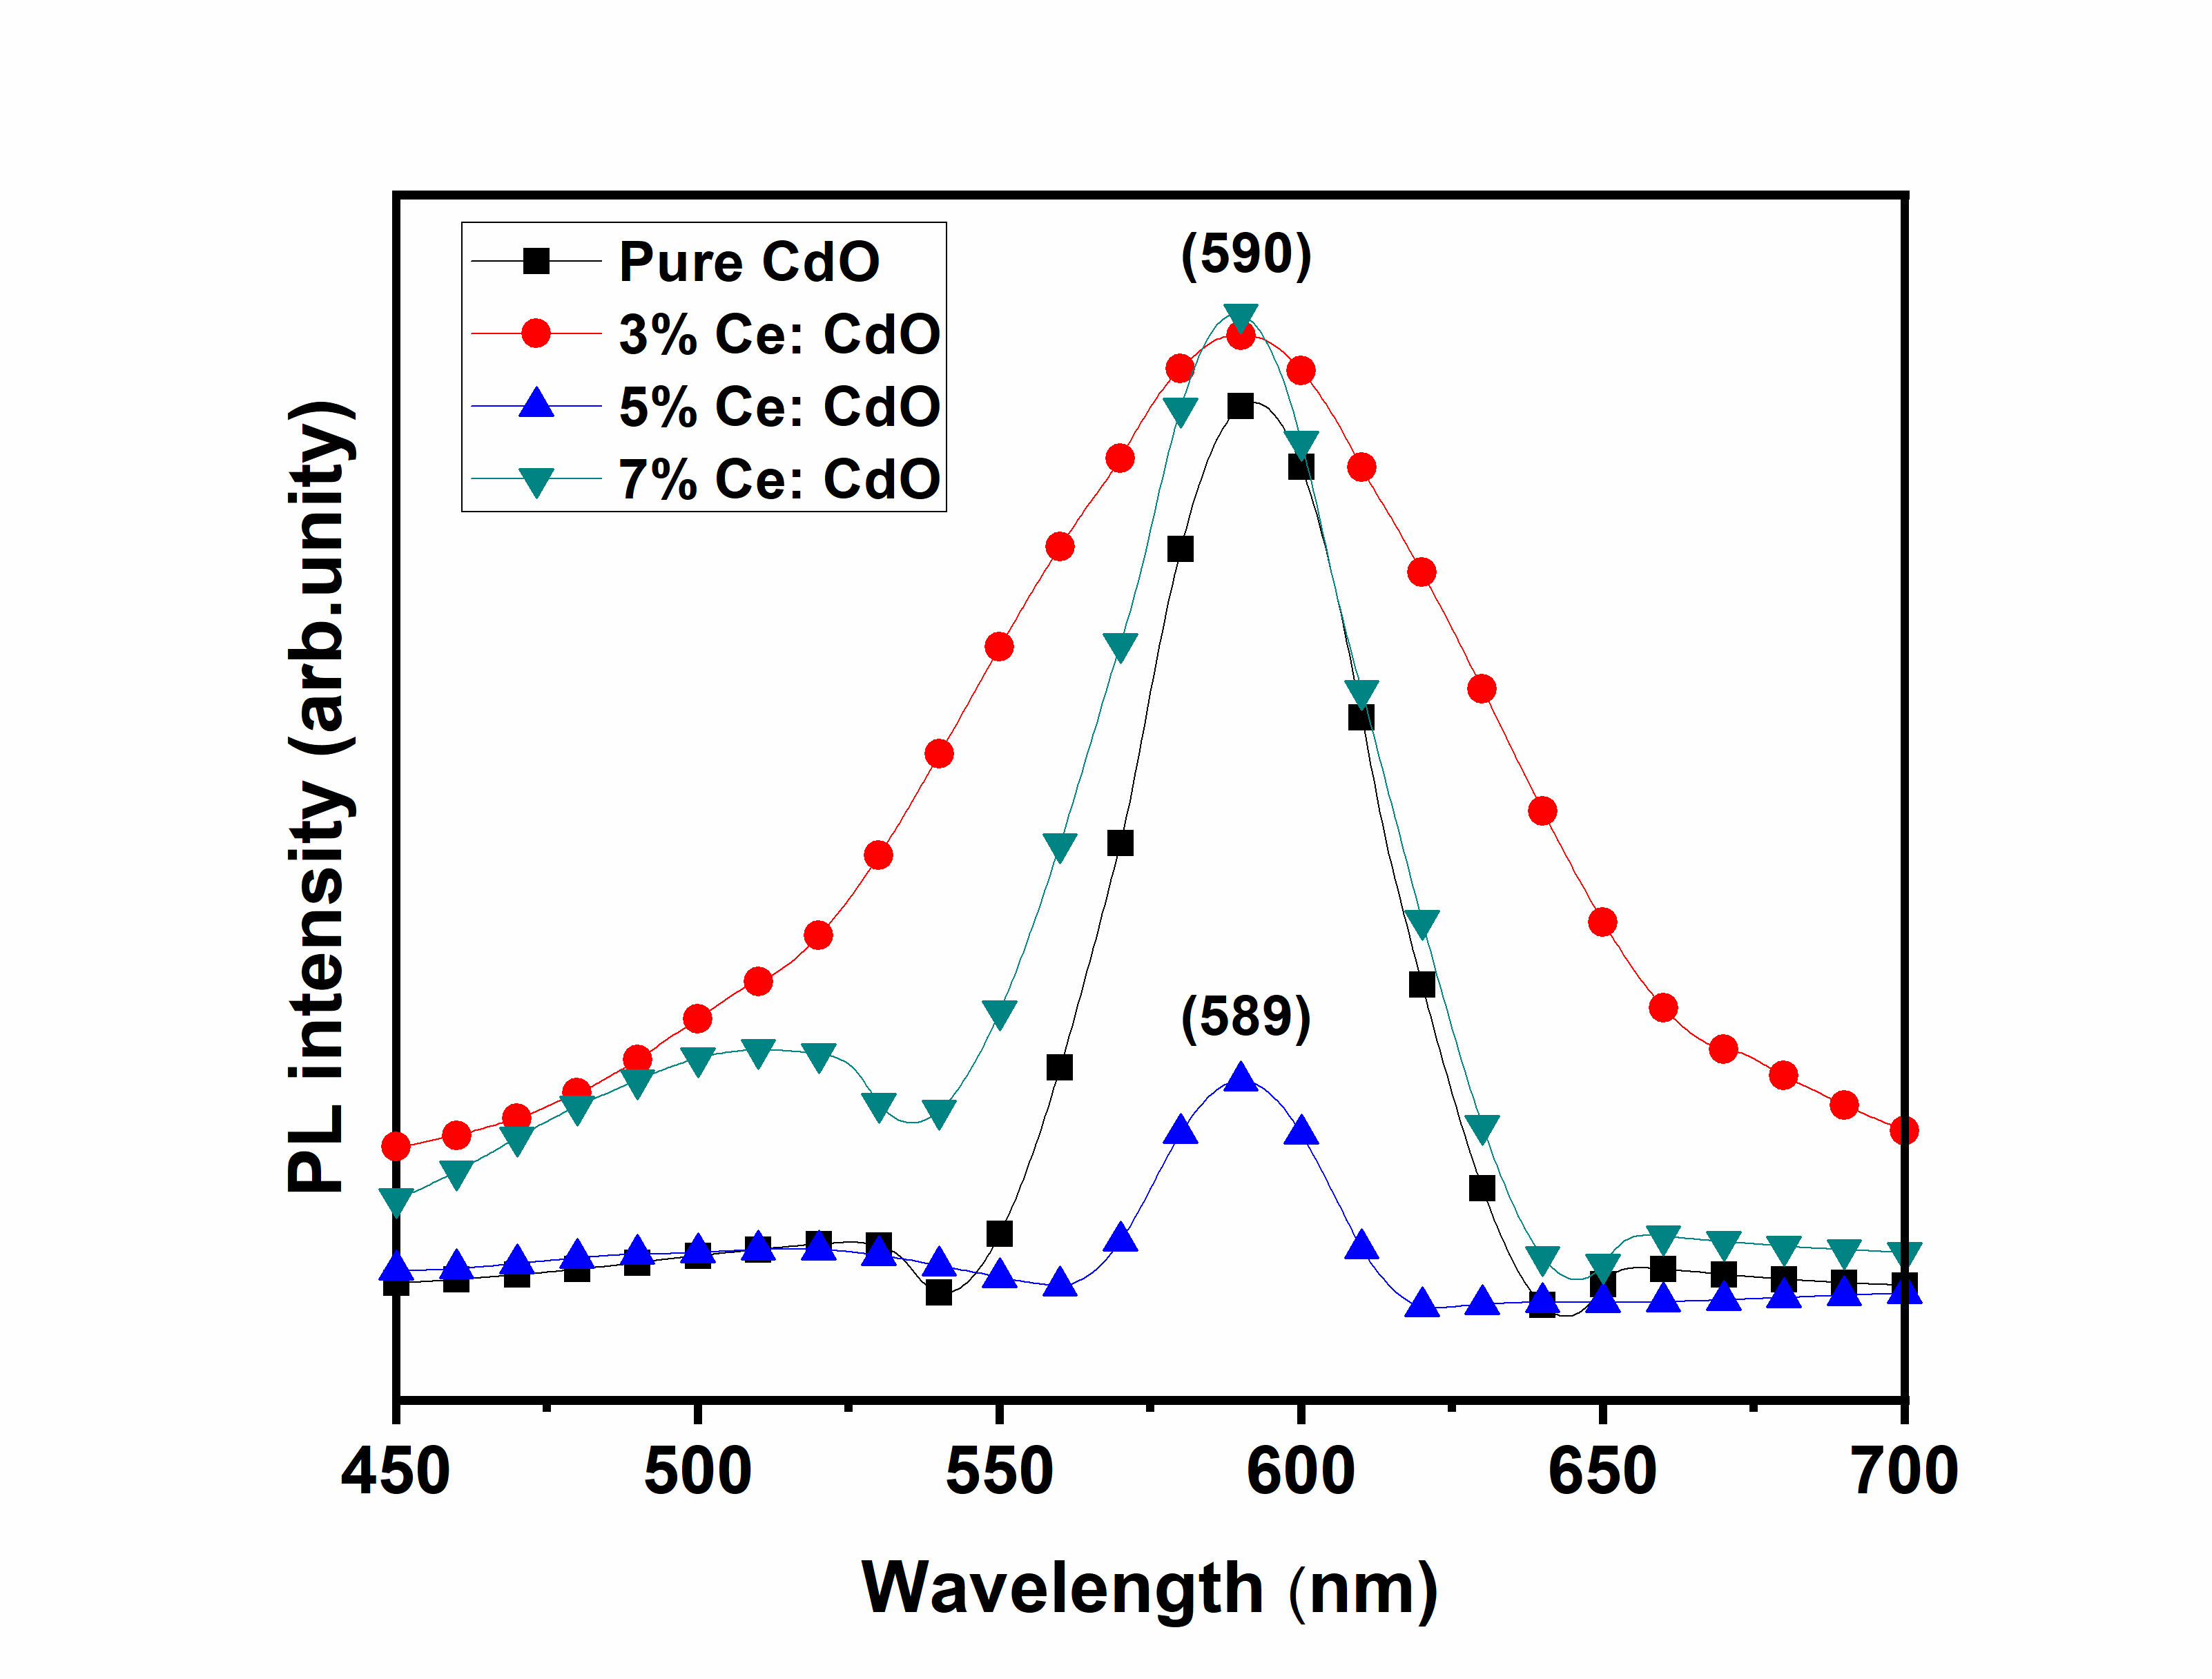 Pure CdO
3% Ce: CdO
5% Ce: CdO
7% Ce: CdO
(590)
(589)
PL intensity (arb.unity)
450 500 550 600 650 700
Wavelength (nm)